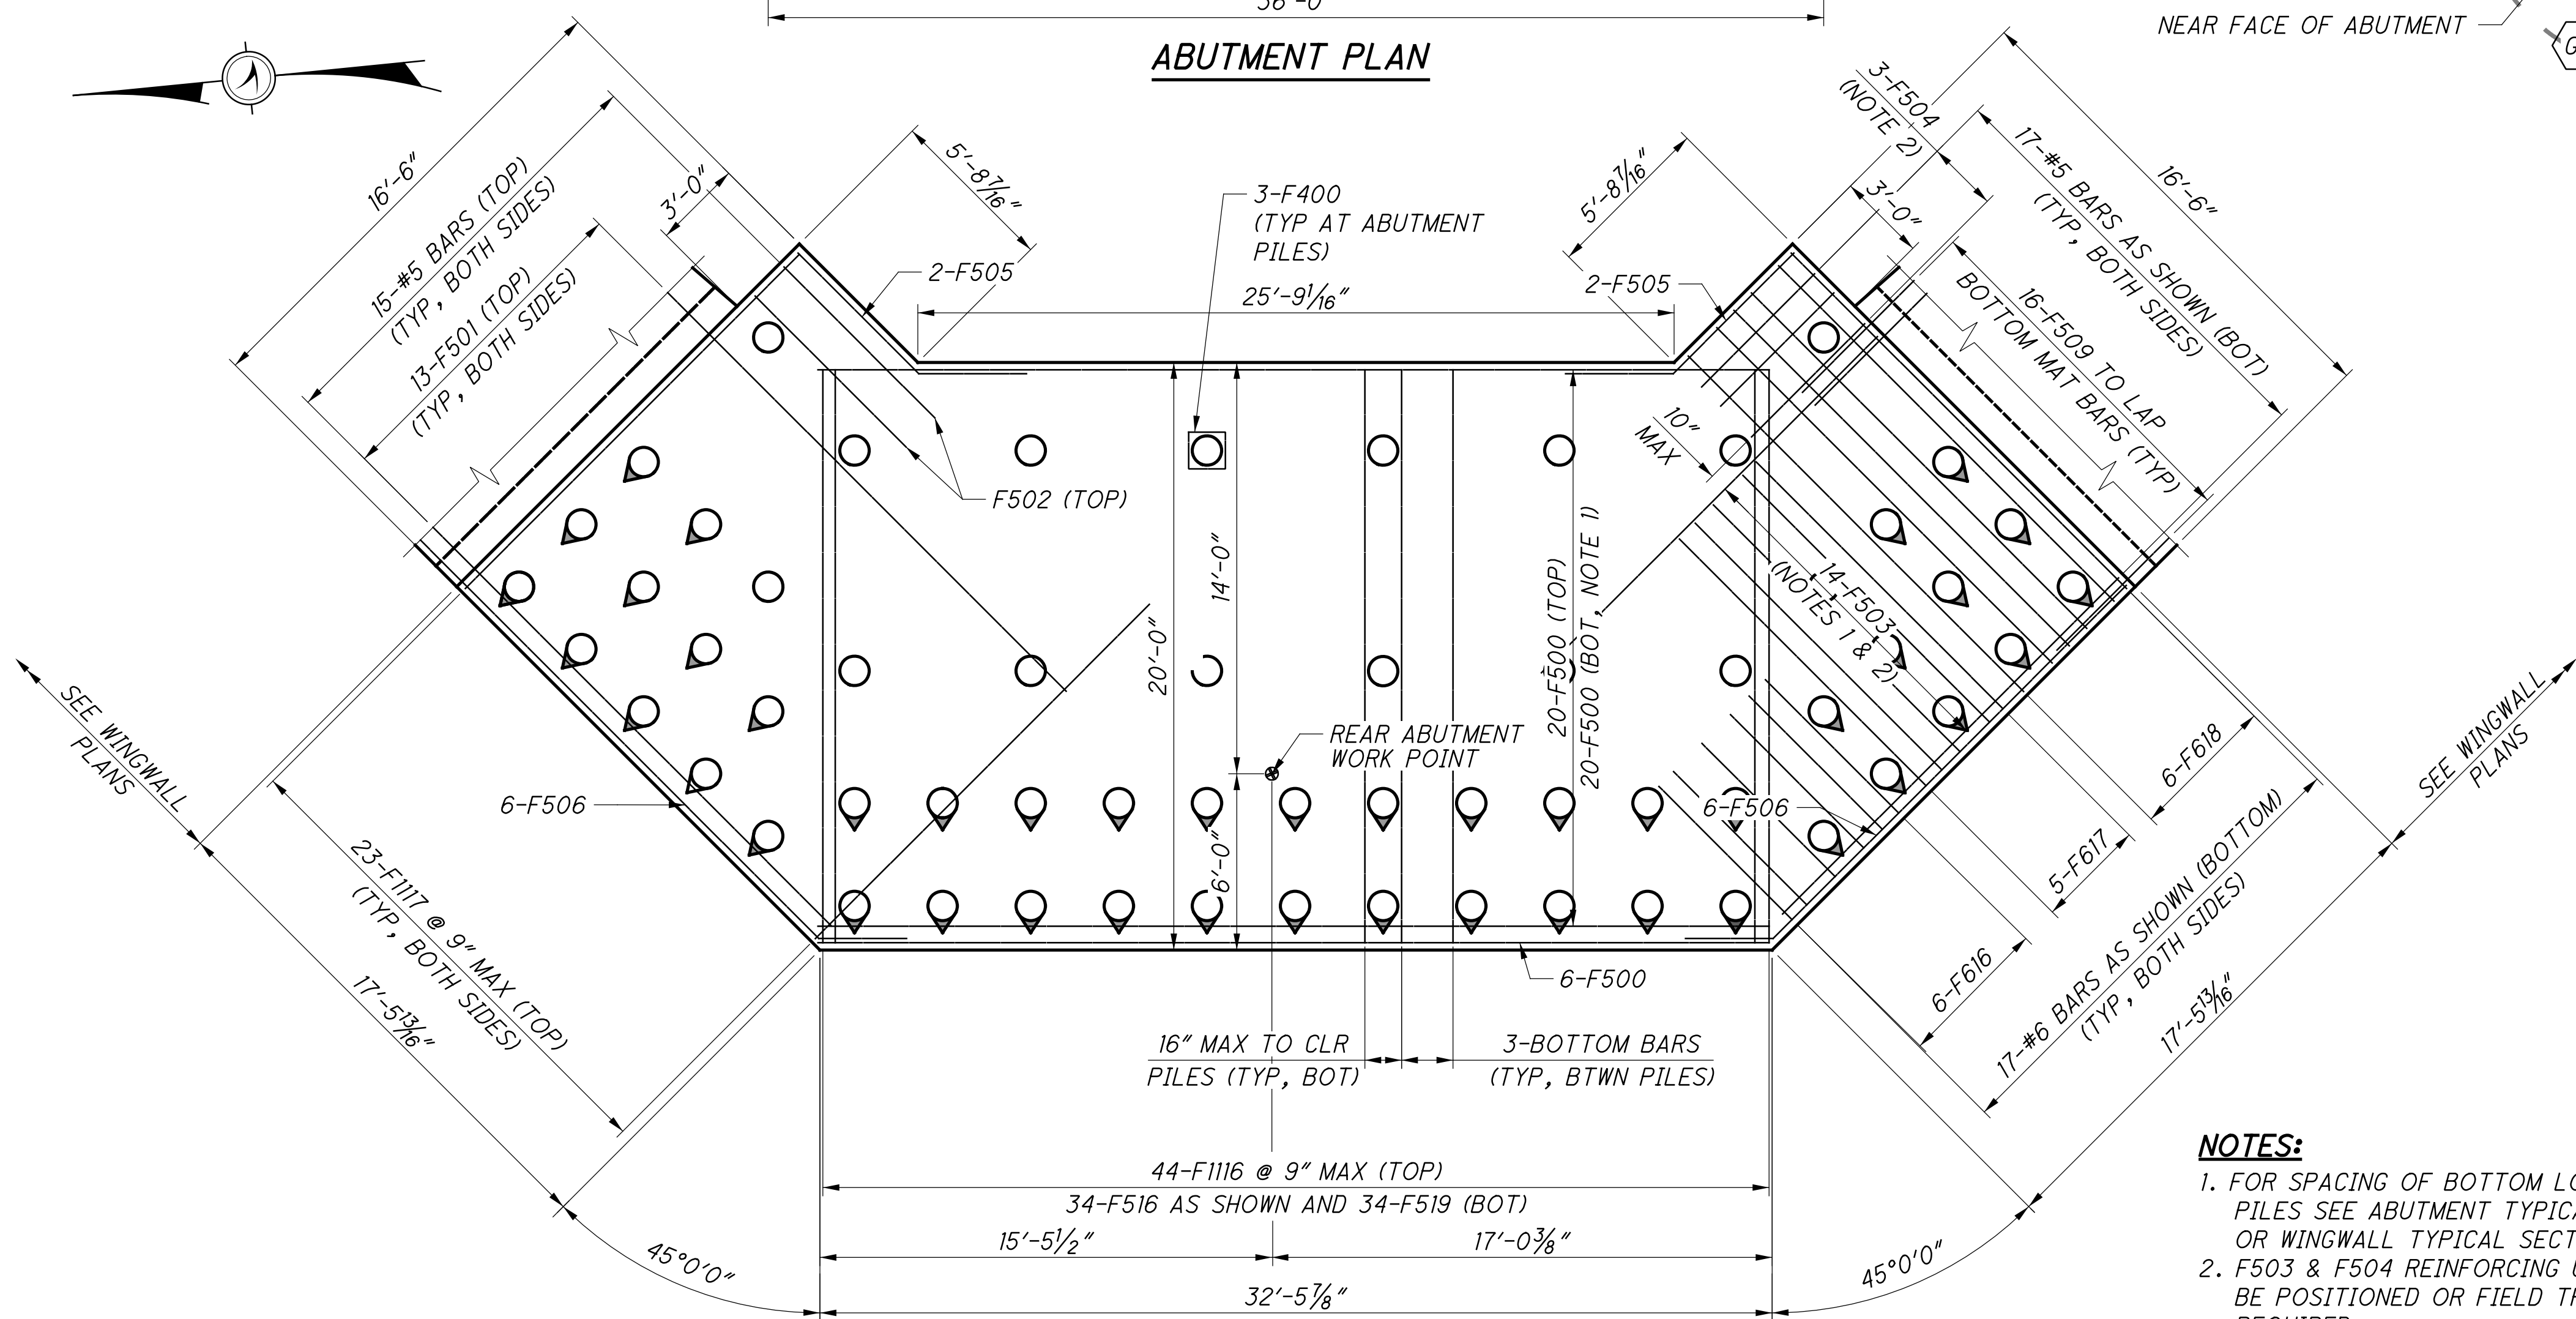 36'-0"
ABUTMENT PLAN
NEAR FACE OF ABUTMENT
G
16'-6"
15-#5 BARS (TOP)
(TYP, BOTH SIDES)
13-F501 (TOP)
(TYP, BOTH SIDES)
3'-0"
5'-8 7/16"
2-F505
3-F400
(TYP AT ABUTMENT
PILES)
25'-9 1/16"
5'-8 7/16"
2-F505
3-F504
(NOTE 2)
3'-0"
17-#5 BARS AS SHOWN (BOT)
(TYP, BOTH SIDES)
16'-6"
16-F509 TO LAP
BOTTOM MAT BARS (TYP)
10"
MAX
F502 (TOP)
14'-0"
20'-0"
6'-0"
20-F500 (TOP)
20-F500 (BOT, NOTE 1)
14-F503
(NOTES 1 & 2)
REAR ABUTMENT
WORK POINT
6-F506
6-F506
6-F500
SEE WINGWALL
PLANS
23-F1117 @ 9" MAX (TOP)
(TYP, BOTH SIDES)
17'-5 13/16"
6-F618
5-F617
6-F616
17-#6 BARS AS SHOWN (BOTTOM)
(TYP, BOTH SIDES)
17'-5 13/16"
SEE WINGWALL
PLANS
16" MAX TO CLR
PILES (TYP, BOT)
3-BOTTOM BARS
(TYP, BTWN PILES)
44-F1116 @ 9" MAX (TOP)
34-F516 AS SHOWN AND 34-F519 (BOT)
15'-5 1/2"
17'-0 3/8"
32'-5 7/8"
45°0'0"
45°0'0"
NOTES:
1. FOR SPACING OF BOTTOM LO
PILES SEE ABUTMENT TYPICA
OR WINGWALL TYPICAL SECT
2. F503 & F504 REINFORCING
BE POSITIONED OR FIELD TR